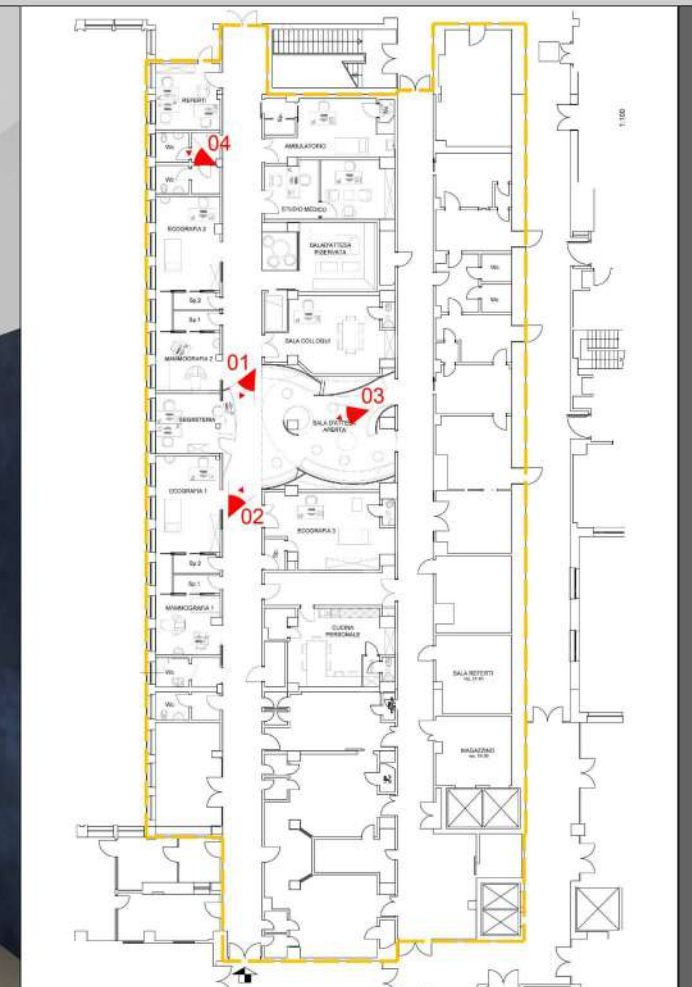 1:100
REFERTI
Wc
04
AMBULATORIO
Wc
STUDIO MEDICO
ECOGRAFIA 2
SALA D'ATTESA
RISERVATA
Wc
Sp.2
Wc
Sp.1
SALA COLLOQUI
MAMMOGRAFIA 2
01
03
SEGRETERIA
SALA D'ATTESA
APERTA
ECOGRAFIA 1
02
ECOGRAFIA 3
Sp.2
Sp.1
MAMMOGRAFIA 1
CUCINA
PERSONALE
Wc
SALA REFERTI
Wc
MAGAZZINO